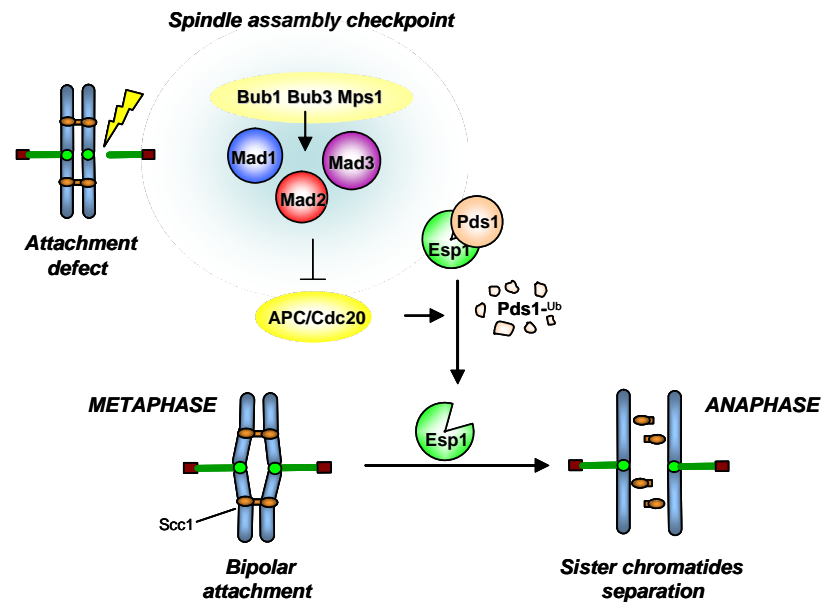 Spindle assembly checkpoint
Bub1 Bub3 Mps1
Mad1
Mad3
Mad2
Attachment
defect
Pds1
Esp1
APC/Cdc20
Pds1-Ub
METAPHASE
ANAPHASE
Esp1
Scc1
Bipolar
attachment
Sister chromatides
separation